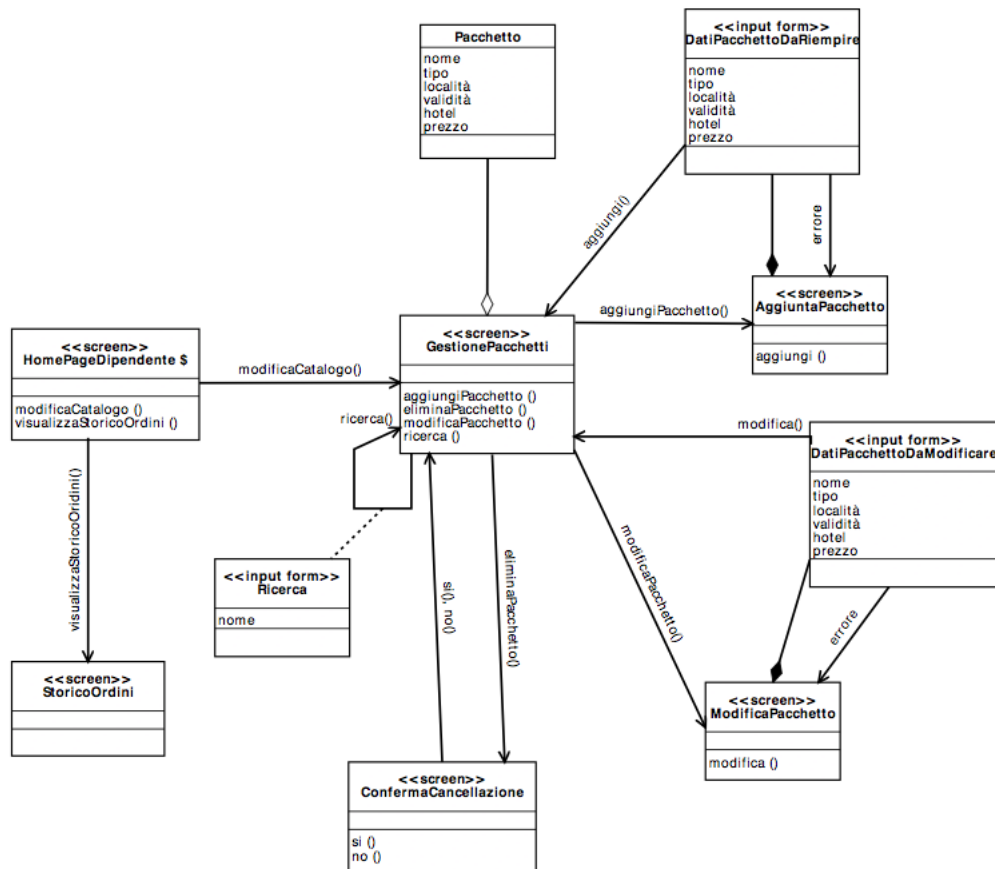 Pacchetto
nome
tipo
località
validità
hotel
prezzo
<<input form>>
DatiPacchettoDaRiempire
nome
tipo
località
validità
hotel
prezzo
aggiungi()
errore
<<screen>>
AggiuntaPacchetto
aggiungi ()
aggiungiPacchetto()
<<screen>>
GestionePacchetti
aggiungiPacchetto ()
eliminaPacchetto ()
modificaPacchetto ()
ricerca ()
<<screen>>
HomePageDipendente $
modificaCatalogo ()
visualizzaStoricoOrdini ()
modificaCatalogo()
ricerca()
modifica()
<<input form>>
DatiPacchettoDaModificare
nome
tipo
località
validità
hotel
prezzo
visualizzaStoricoOridini()
<<input form>>
Ricerca
nome
si(), no()
eliminaPacchetto()
modificaPacchetto()
errore
<<screen>>
StoricoOrdini
<<screen>>
ModificaPacchetto
modifica ()
<<screen>>
ConfermaCancellazione
si ()
no ()